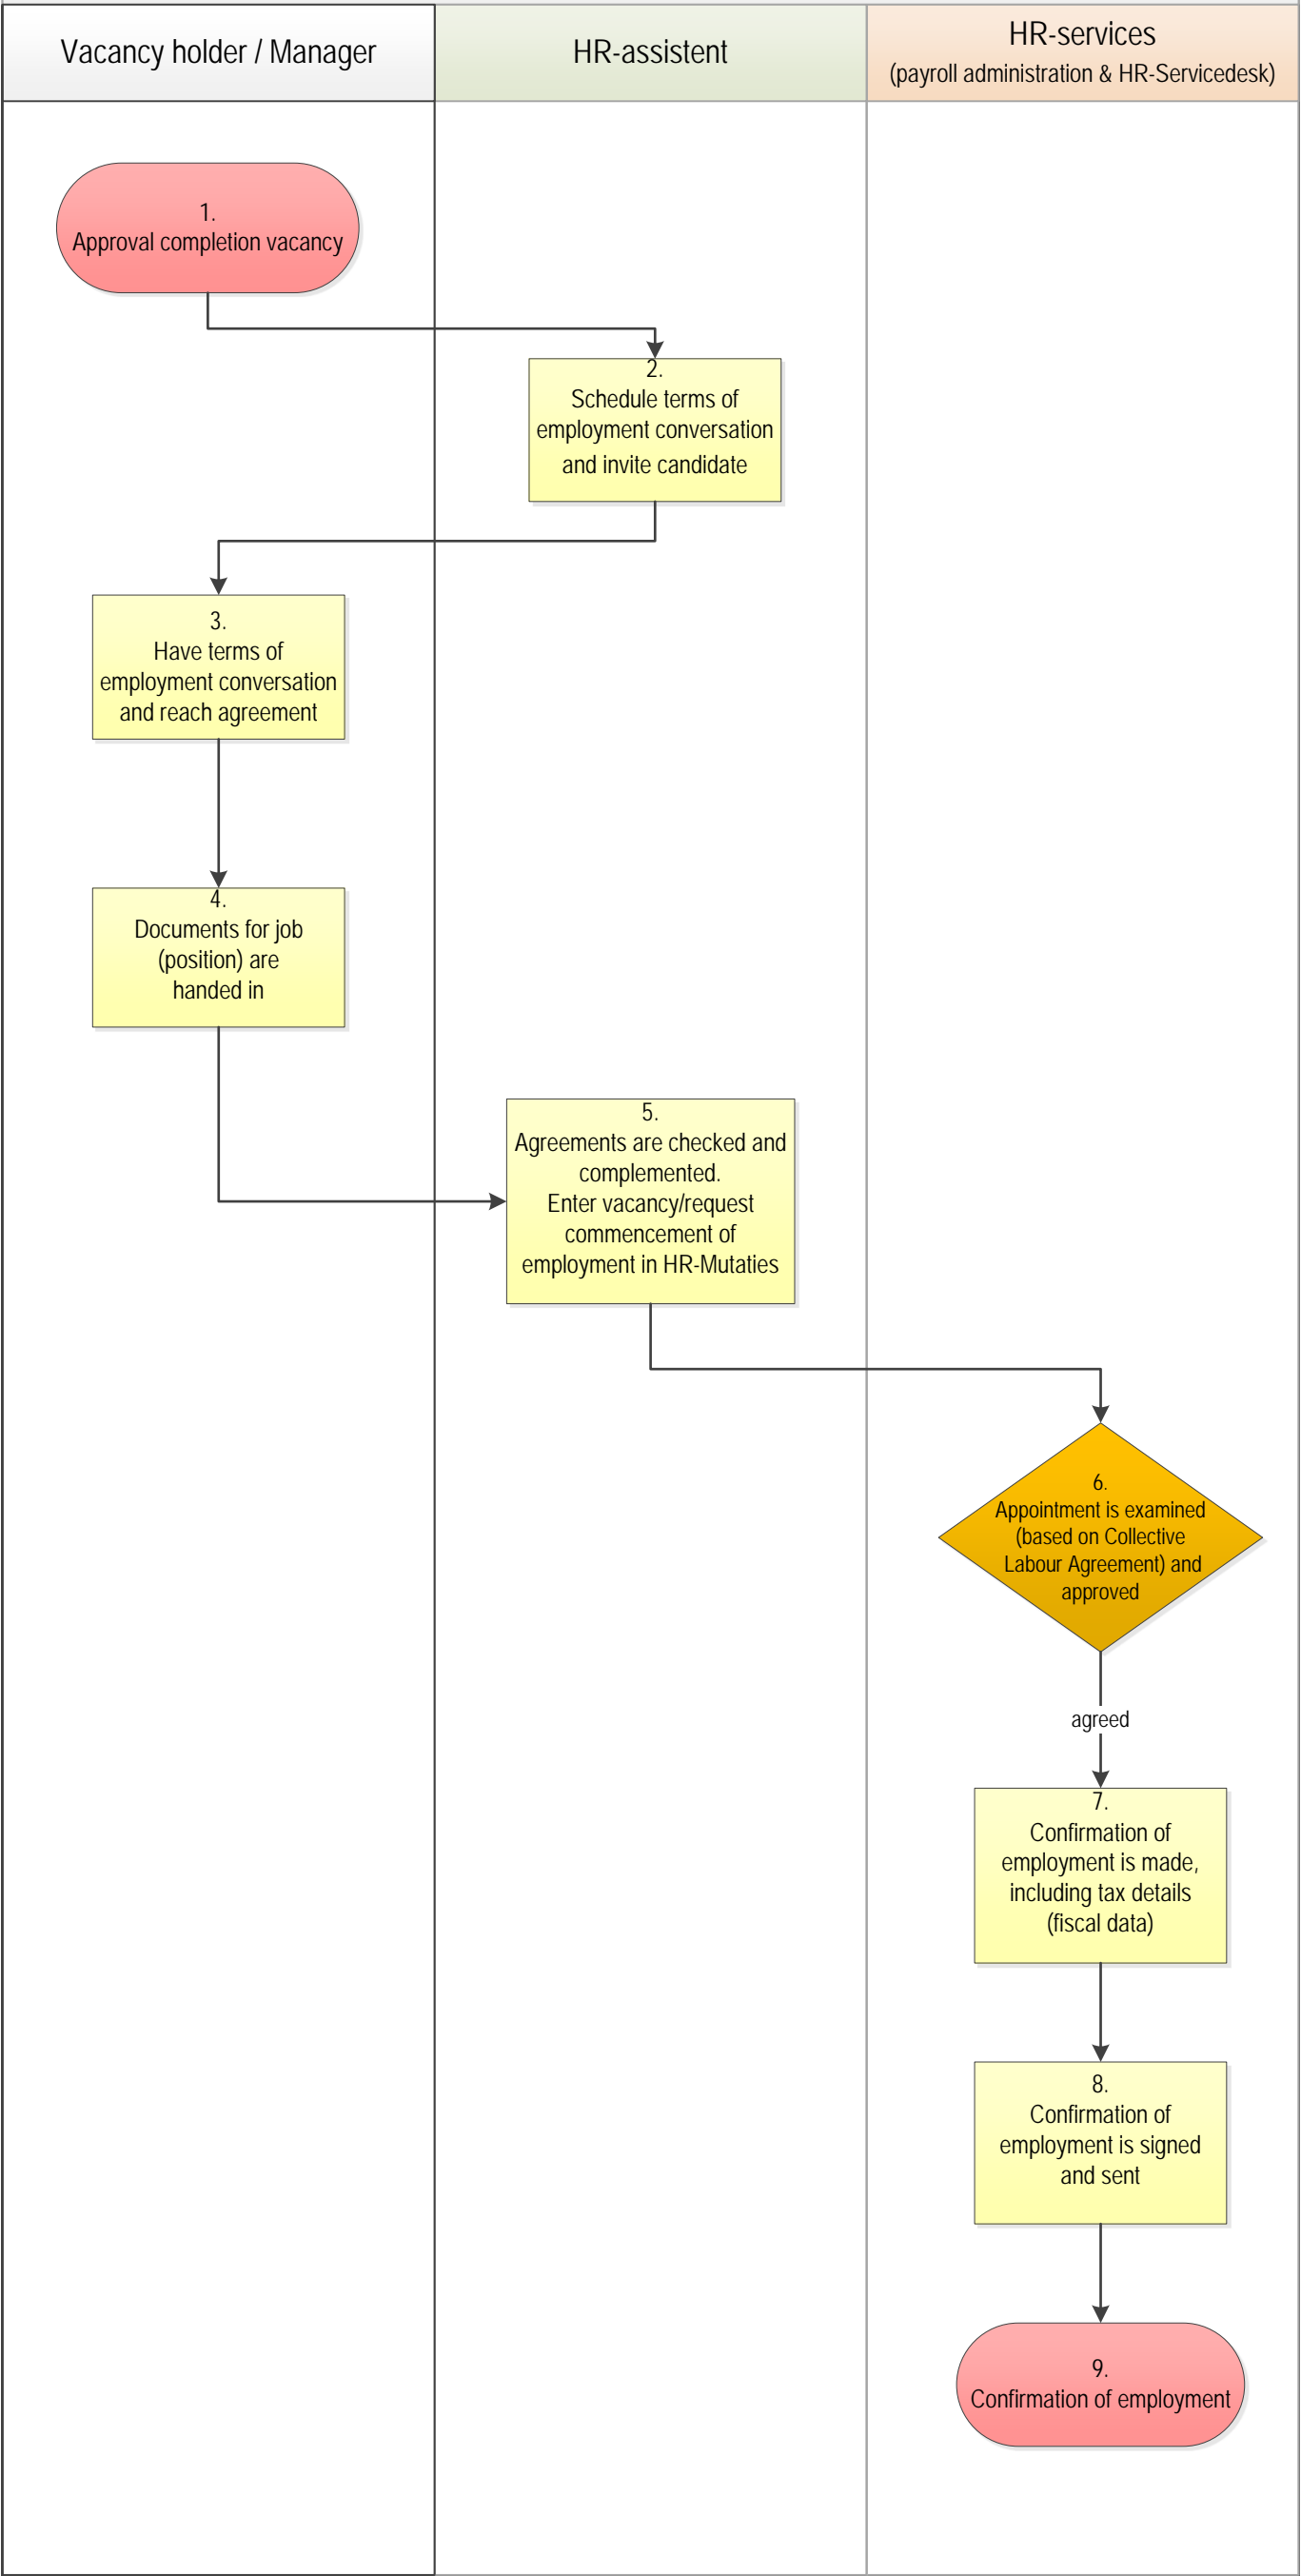 Vacancy holder / Manager
HR-assistent
HR-services
(payroll administration & HR-Servicedesk)
1.
Approval completion vacancy
2.
Schedule terms of
employment conversation
and invite candidate
3.
Have terms of
employment conversation
and reach agreement
4.
Documents for job
(position) are
handed in
5.
Agreements are checked and
complemented.
Enter vacancy/request
commencement of
employment in HR-Mutaties
6.
Appointment is examined
(based on Collective
Labour Agreement) and
approved
agreed
7.
Confirmation of
employment is made,
including tax details
(fiscal data)
8.
Confirmation of
employment is signed
and sent
9.
Confirmation of employment